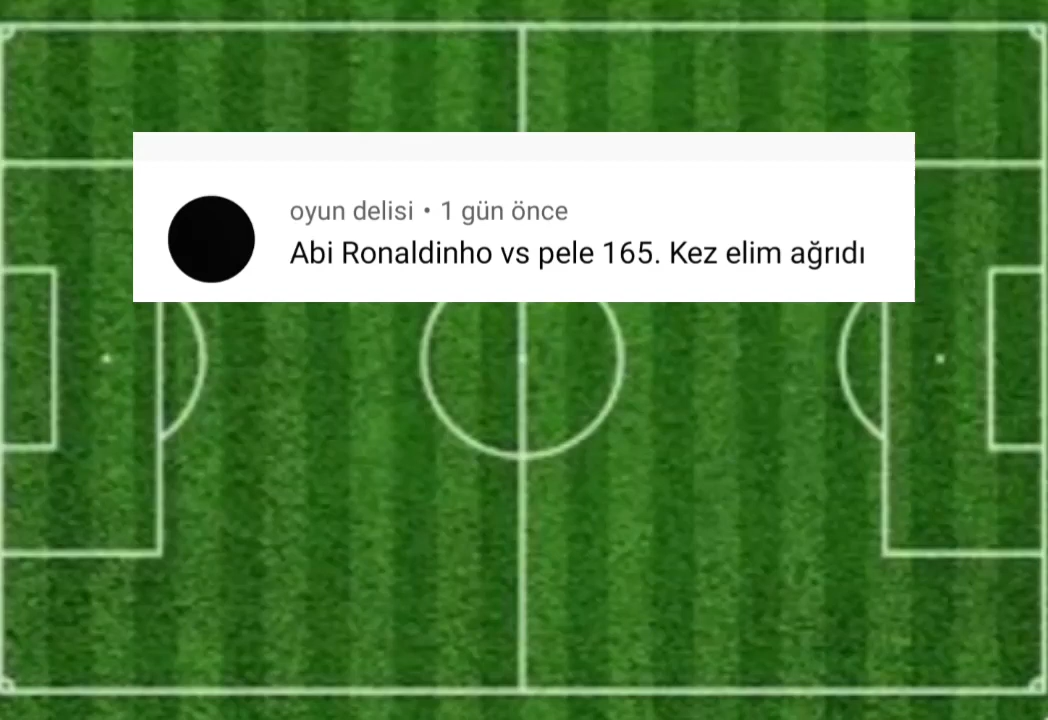 oyun delisi • 1 gün önce
Abi Ronaldinho vs pele 165. Kez elim ağrıdı